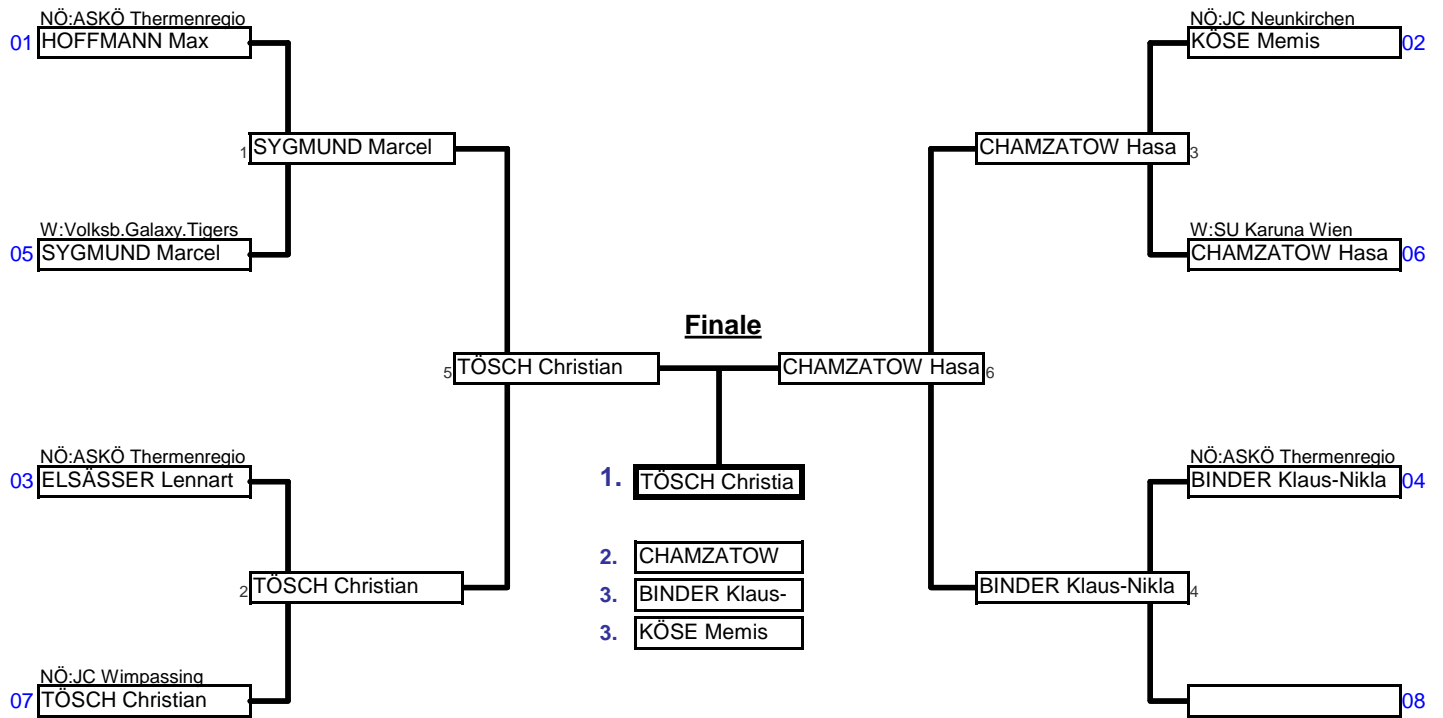 NÖ:ASKÖ Thermenregio
01 HOFFMANN Max
1 SYGMUND Marcel
W:Volksb.Galaxy.Tigers
05 SYGMUND Marcel
5 TÖSCH Christian
NÖ:ASKÖ Thermenregio
03 ELSÄSSER Lennart
2 TÖSCH Christian
NÖ:JC Wimpassing
07 TÖSCH Christian
Finale
1. TÖSCH Christia
2. CHAMZATOW
3. BINDER Klaus-
3. KÖSE Memis
NÖ:JC Neunkirchen
KÖSE Memis 02
CHAMZATOW Hasa 3
W:SU Karuna Wien
CHAMZATOW Hasa 06
CHAMZATOW Hasa 6
NÖ:ASKÖ Thermenregio
BINDER Klaus-Nikla 04
BINDER Klaus-Nikla 4
08